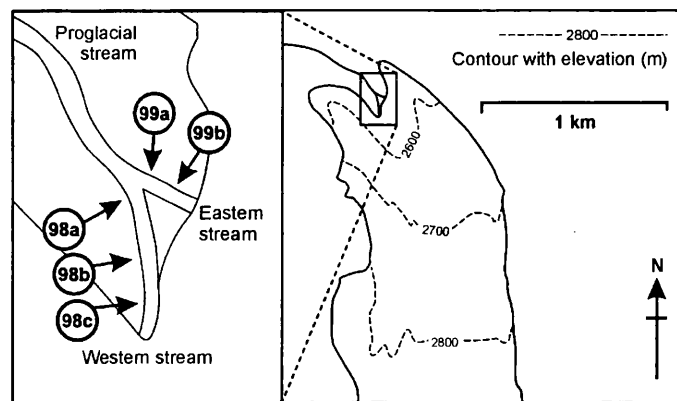 Proglacial
stream
99a
99b
98a
Eastern
stream
98b
98c
Western stream
2800
Contour with elevation (m)
1 km
2600
2700
N
2800